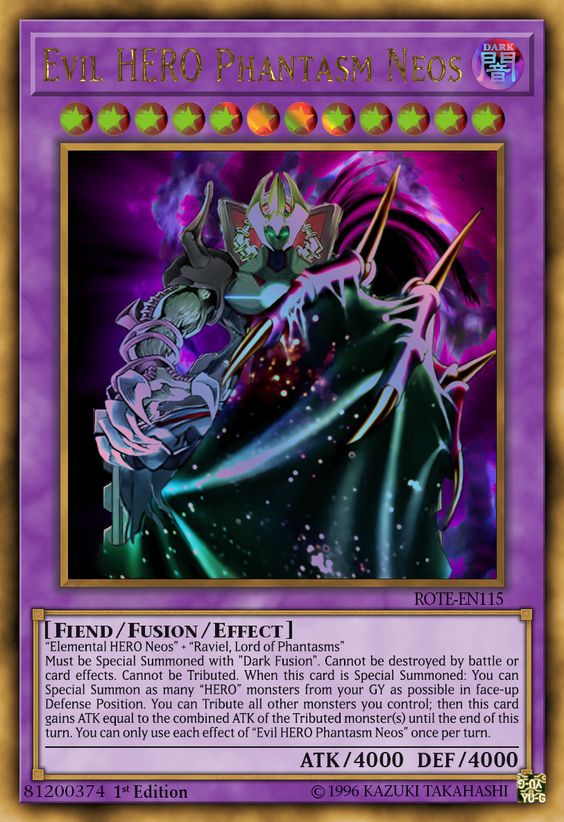 Evil HERO Phantasm Neos
DARK
闇
ROTE-EN115
[Fiend/Fusion/Effect]
“Elemental HERO Neos” + “Raviel, Lord of Phantasms”
Must be Special Summoned with "Dark Fusion". Cannot be destroyed by battle or
card effects. Cannot be Tributed. When this card is Special Summoned: You can
Special Summon as many “HERO” monsters from your GY as possible in face-up
Defense Position. You can Tribute all other monsters you control; then this card
gains ATK equal to the combined ATK of the Tributed monster(s) until the end of this
turn. You can only use each effect of “Evil HERO Phantasm Neos” once per turn.
ATK/4000 DEF/4000
81200374 1st Edition
© 1996 KAZUKI TAKAHASHI